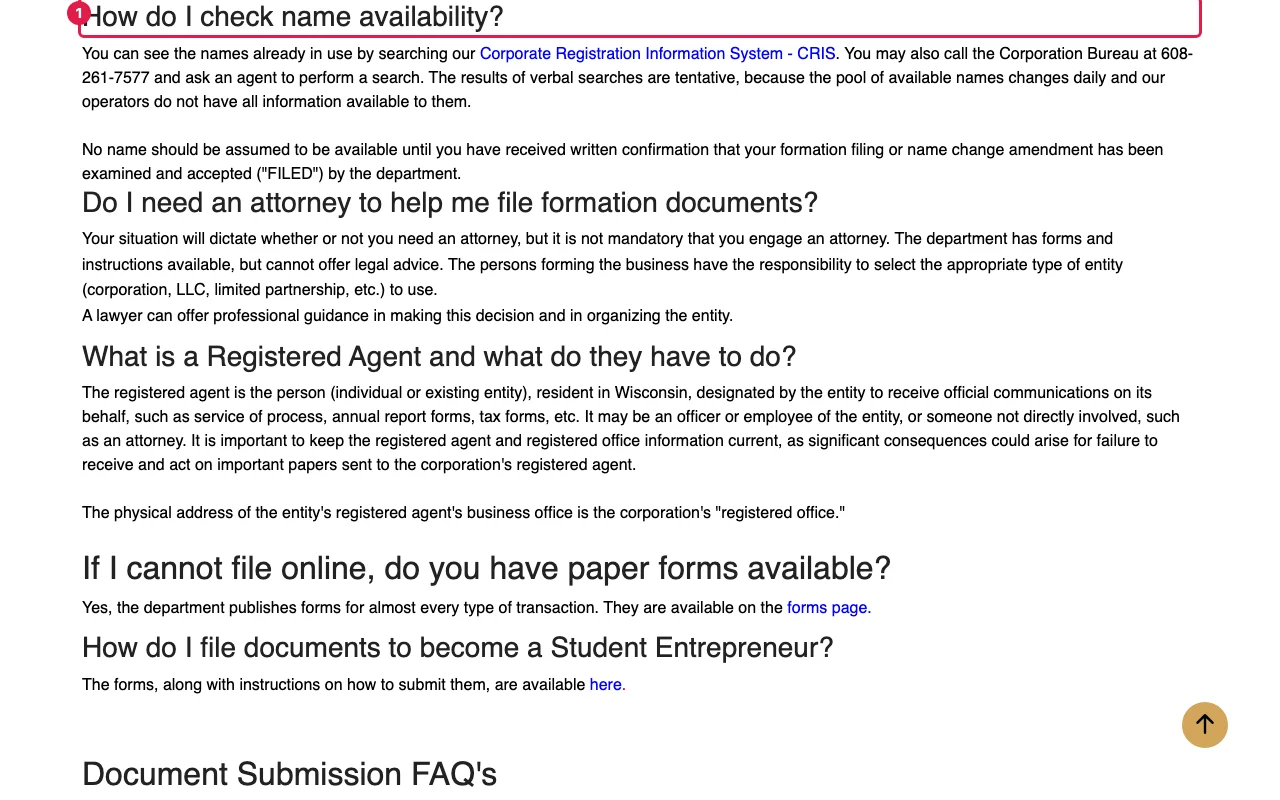 1
How do I check name availability?
You can see the names already in use by searching our Corporate Registration Information System - CRIS. You may also call the Corporation Bureau at 608-
261-7577 and ask an agent to perform a search. The results of verbal searches are tentative, because the pool of available names changes daily and our
operators do not have all information available to them.
No name should be assumed to be available until you have received written confirmation that your formation filing or name change amendment has been
examined and accepted ("FILED") by the department.
Do I need an attorney to help me file formation documents?
Your situation will dictate whether or not you need an attorney, but it is not mandatory that you engage an attorney. The department has forms and
instructions available, but cannot offer legal advice. The persons forming the business have the responsibility to select the appropriate type of entity
(corporation, LLC, limited partnership, etc.) to use.
A lawyer can offer professional guidance in making this decision and in organizing the entity.
What is a Registered Agent and what do they have to do?
The registered agent is the person (individual or existing entity), resident in Wisconsin, designated by the entity to receive official communications on its
behalf, such as service of process, annual report forms, tax forms, etc. It may be an officer or employee of the entity, or someone not directly involved, such
as an attorney. It is important to keep the registered agent and registered office information current, as significant consequences could arise for failure to
receive and act on important papers sent to the corporation's registered agent.
The physical address of the entity's registered agent's business office is the corporation's "registered office."
If I cannot file online, do you have paper forms available?
Yes, the department publishes forms for almost every type of transaction. They are available on the forms page.
How do I file documents to become a Student Entrepreneur?
The forms, along with instructions on how to submit them, are available here.
Document Submission FAQ's